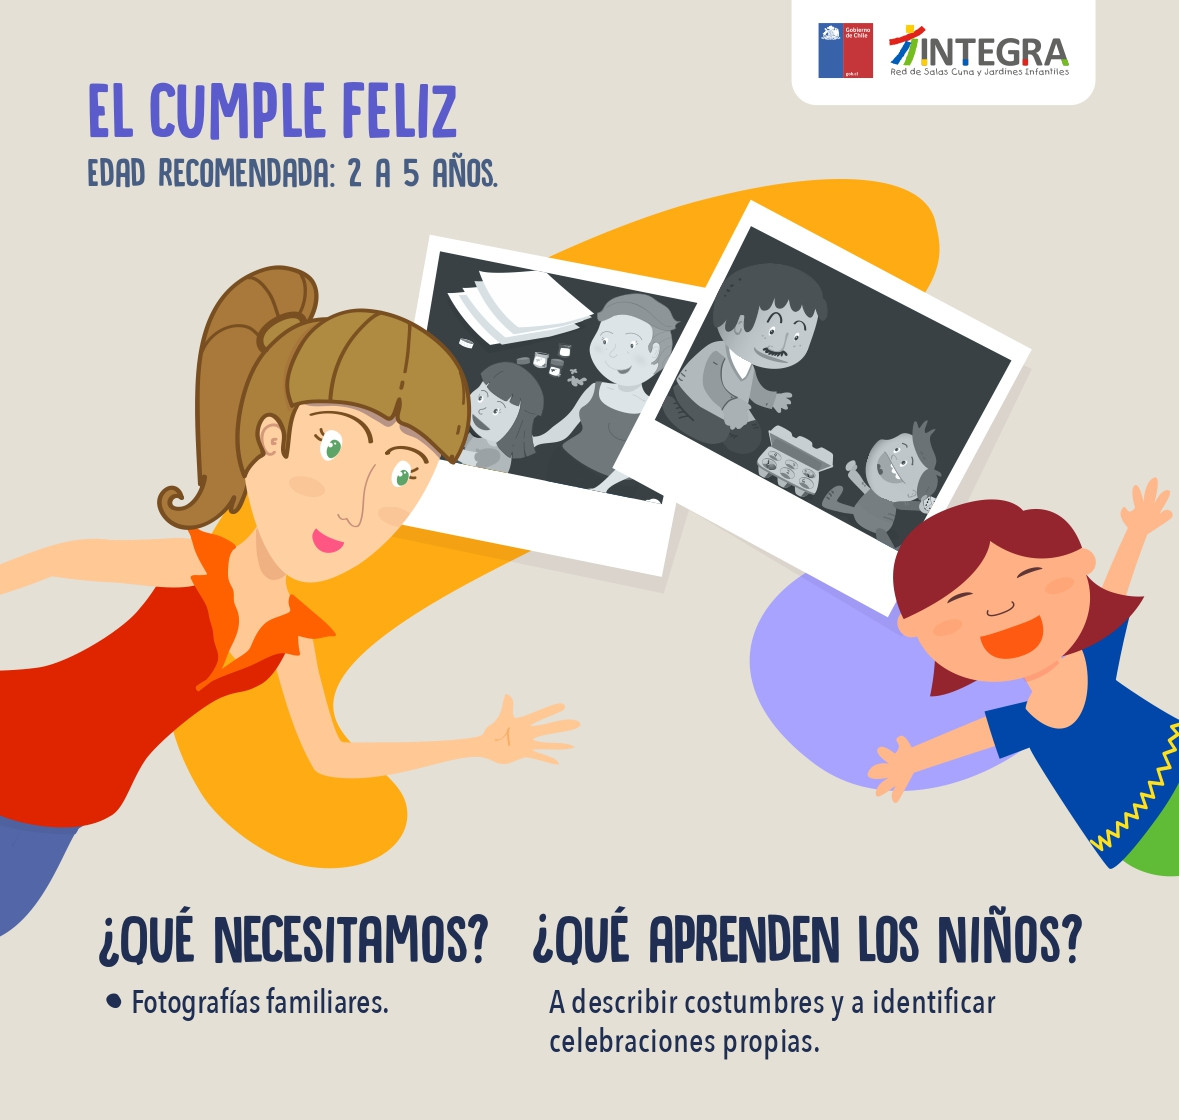 Gobierno
de Chile
gob.cl
INTEGRA
Red de Salas Cuna y Jardines Infantiles
EL CUMPLE FELIZ
EDAD RECOMENDADA: 2 A 5 AÑOS.
¿QUÉ NECESITAMOS?
• Fotografías familiares.
¿QUÉ APRENDEN LOS NIÑOS?
A describir costumbres y a identificar
celebraciones propias.